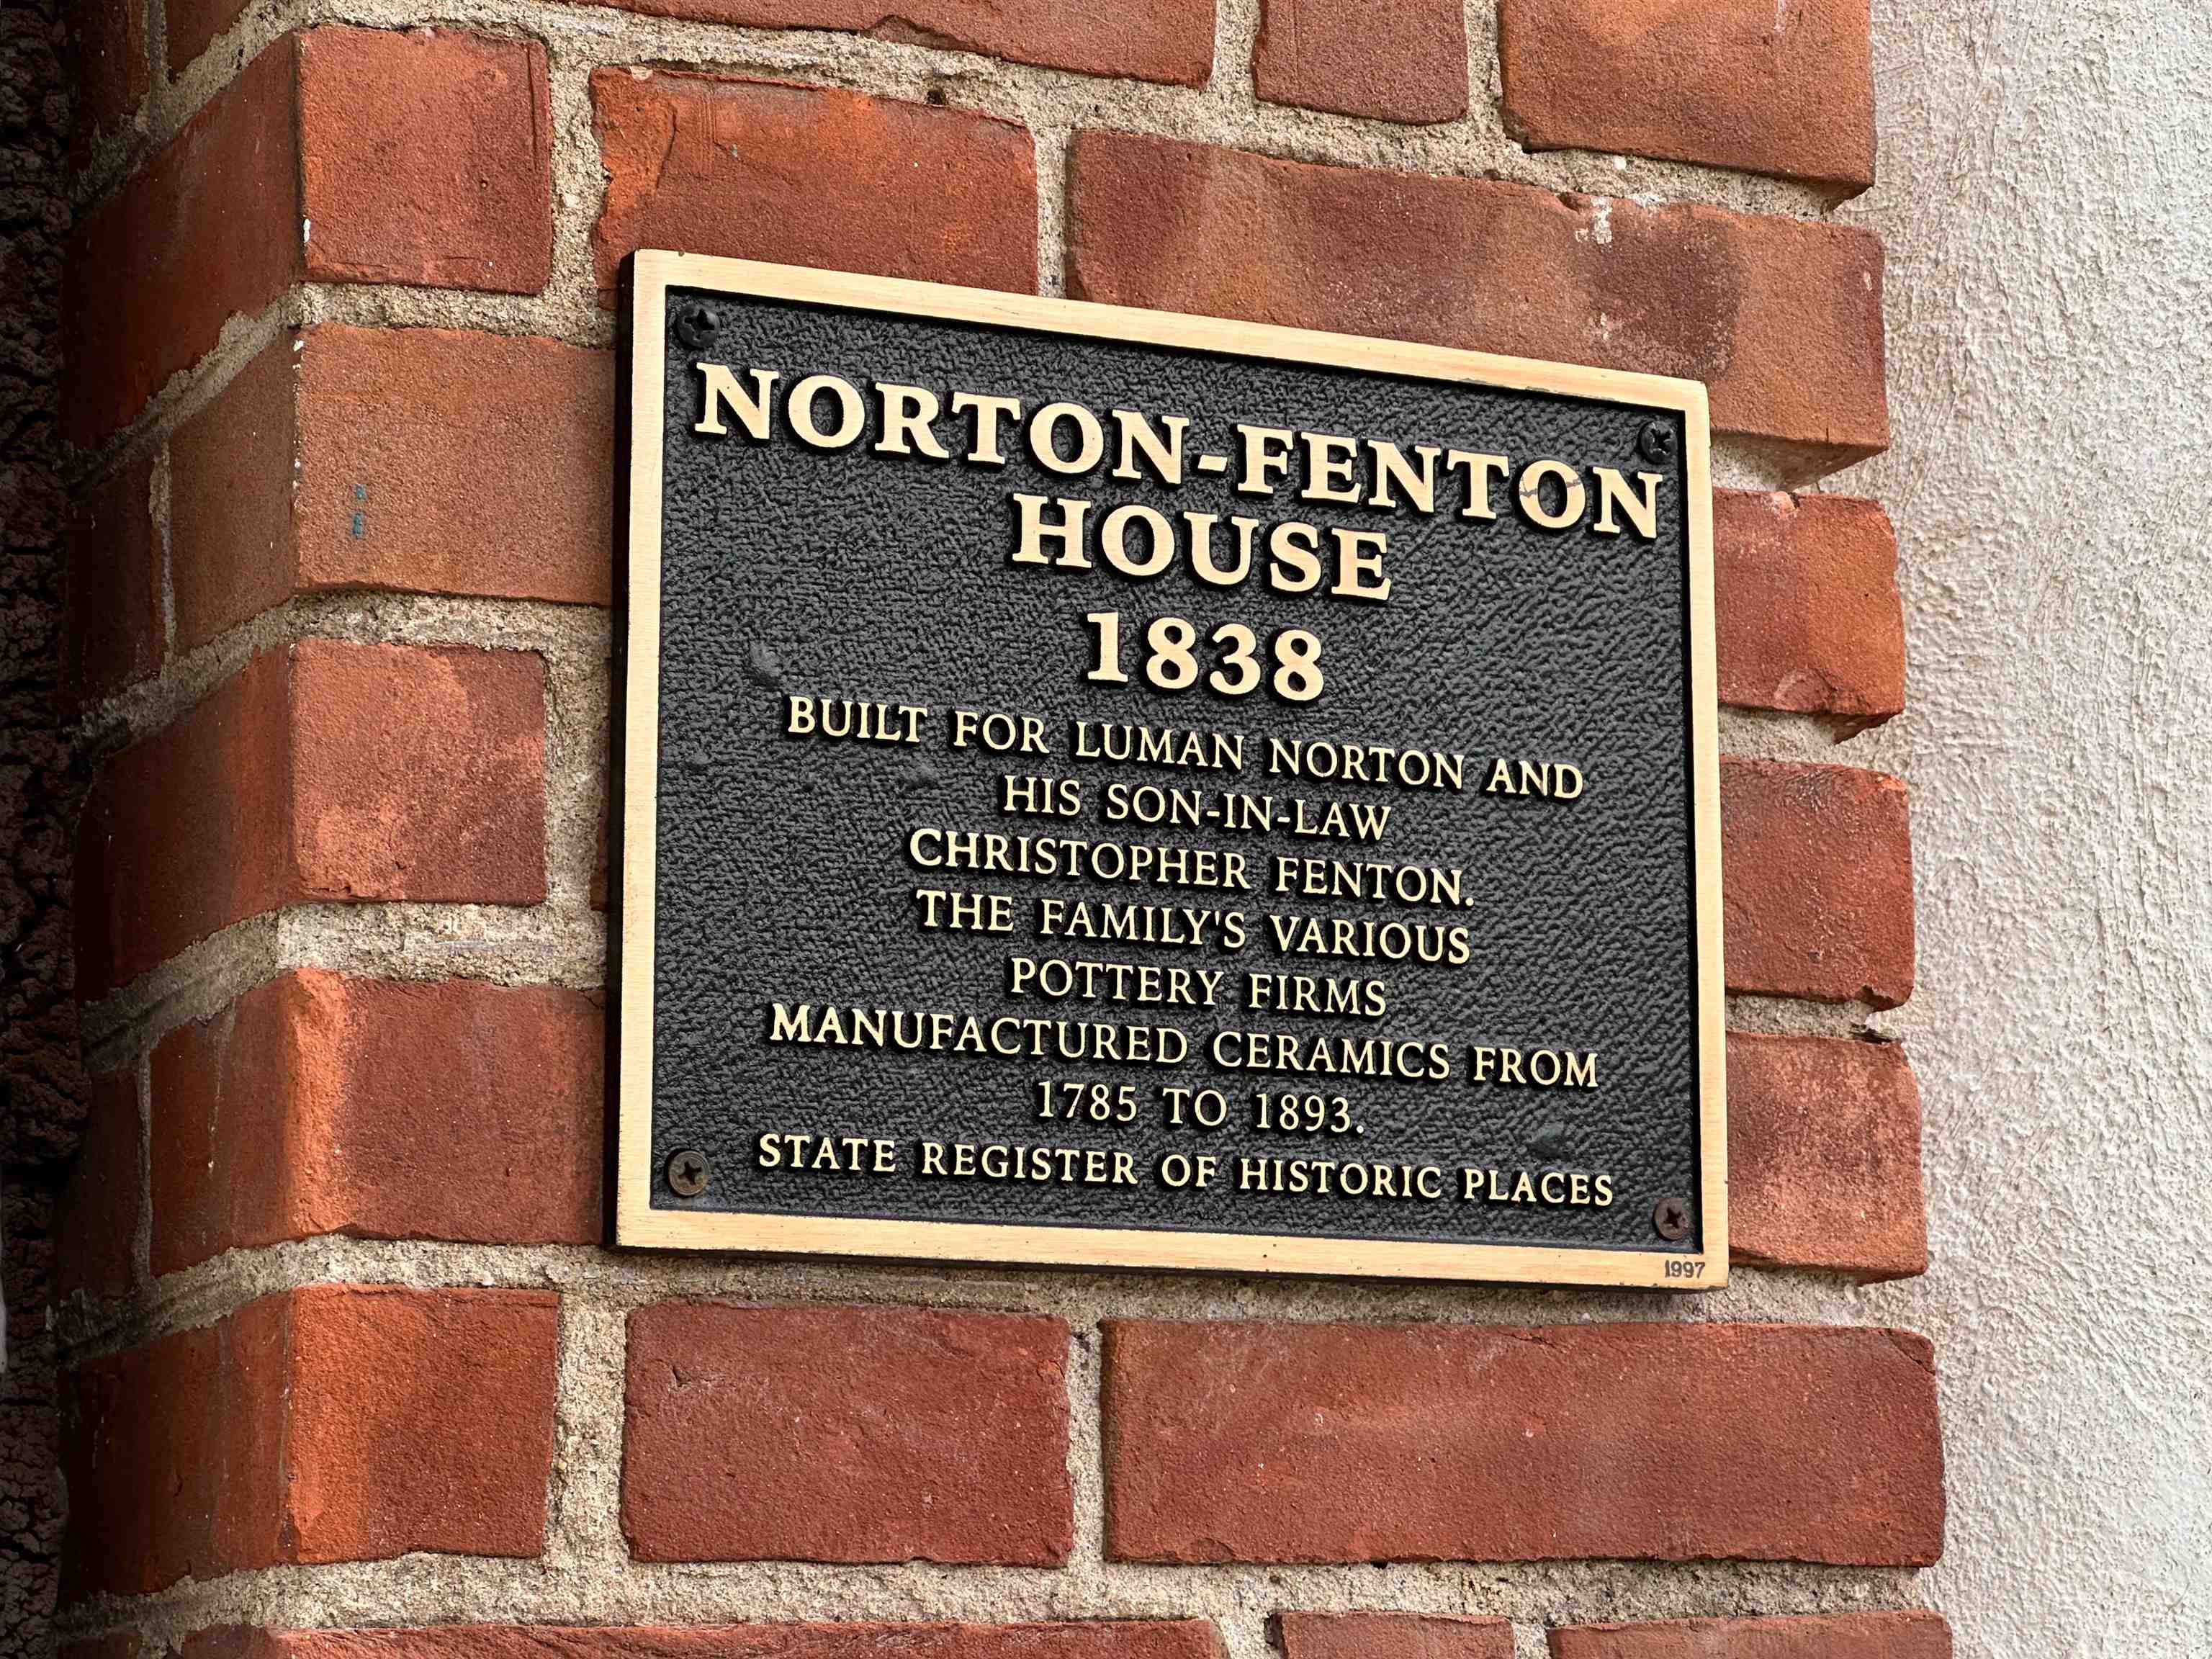 NORTON-FENTON
HOUSE
1838
BUILT FOR LUMAN NORTON AND
HIS SON-IN-LAW
CHRISTOPHER FENTON.
THE FAMILY'S VARIOUS
POTTERY FIRMS
MANUFACTURED CERAMICS FROM
1785 TO 1893.
STATE REGISTER OF HISTORIC PLACES
1997